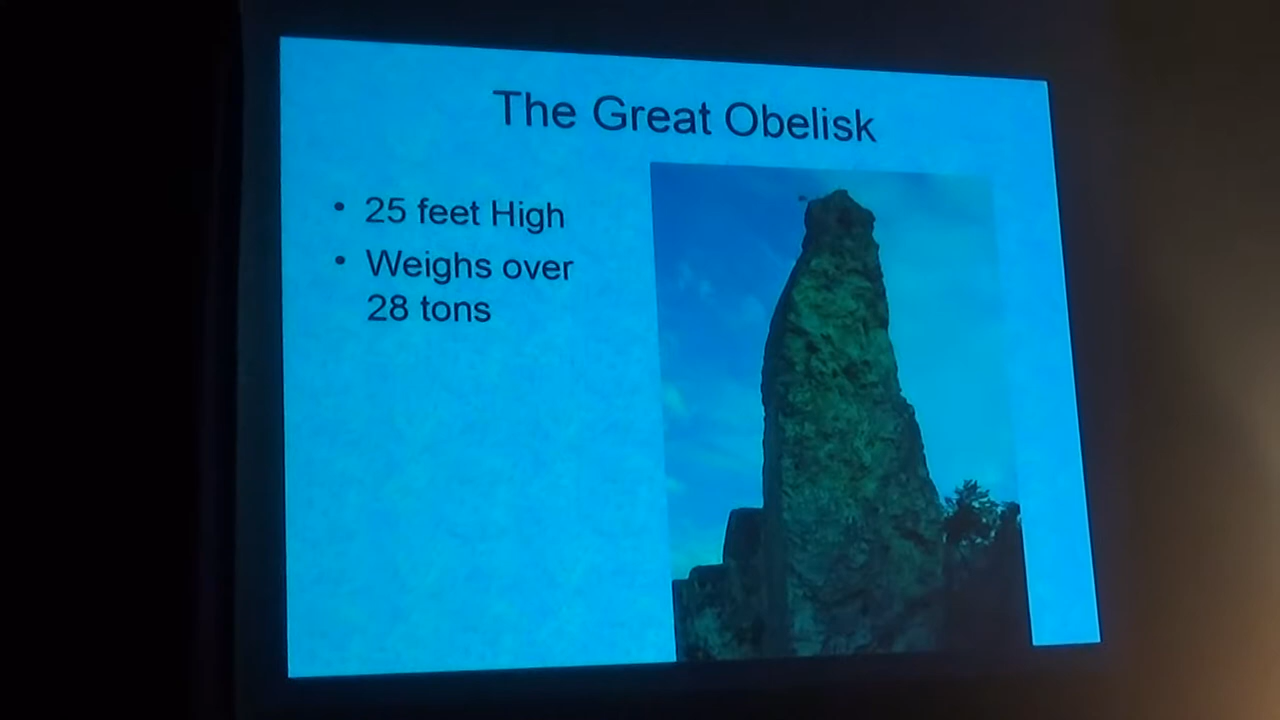 The Great Obelisk
• 25 feet High
• Weighs over
28 tons